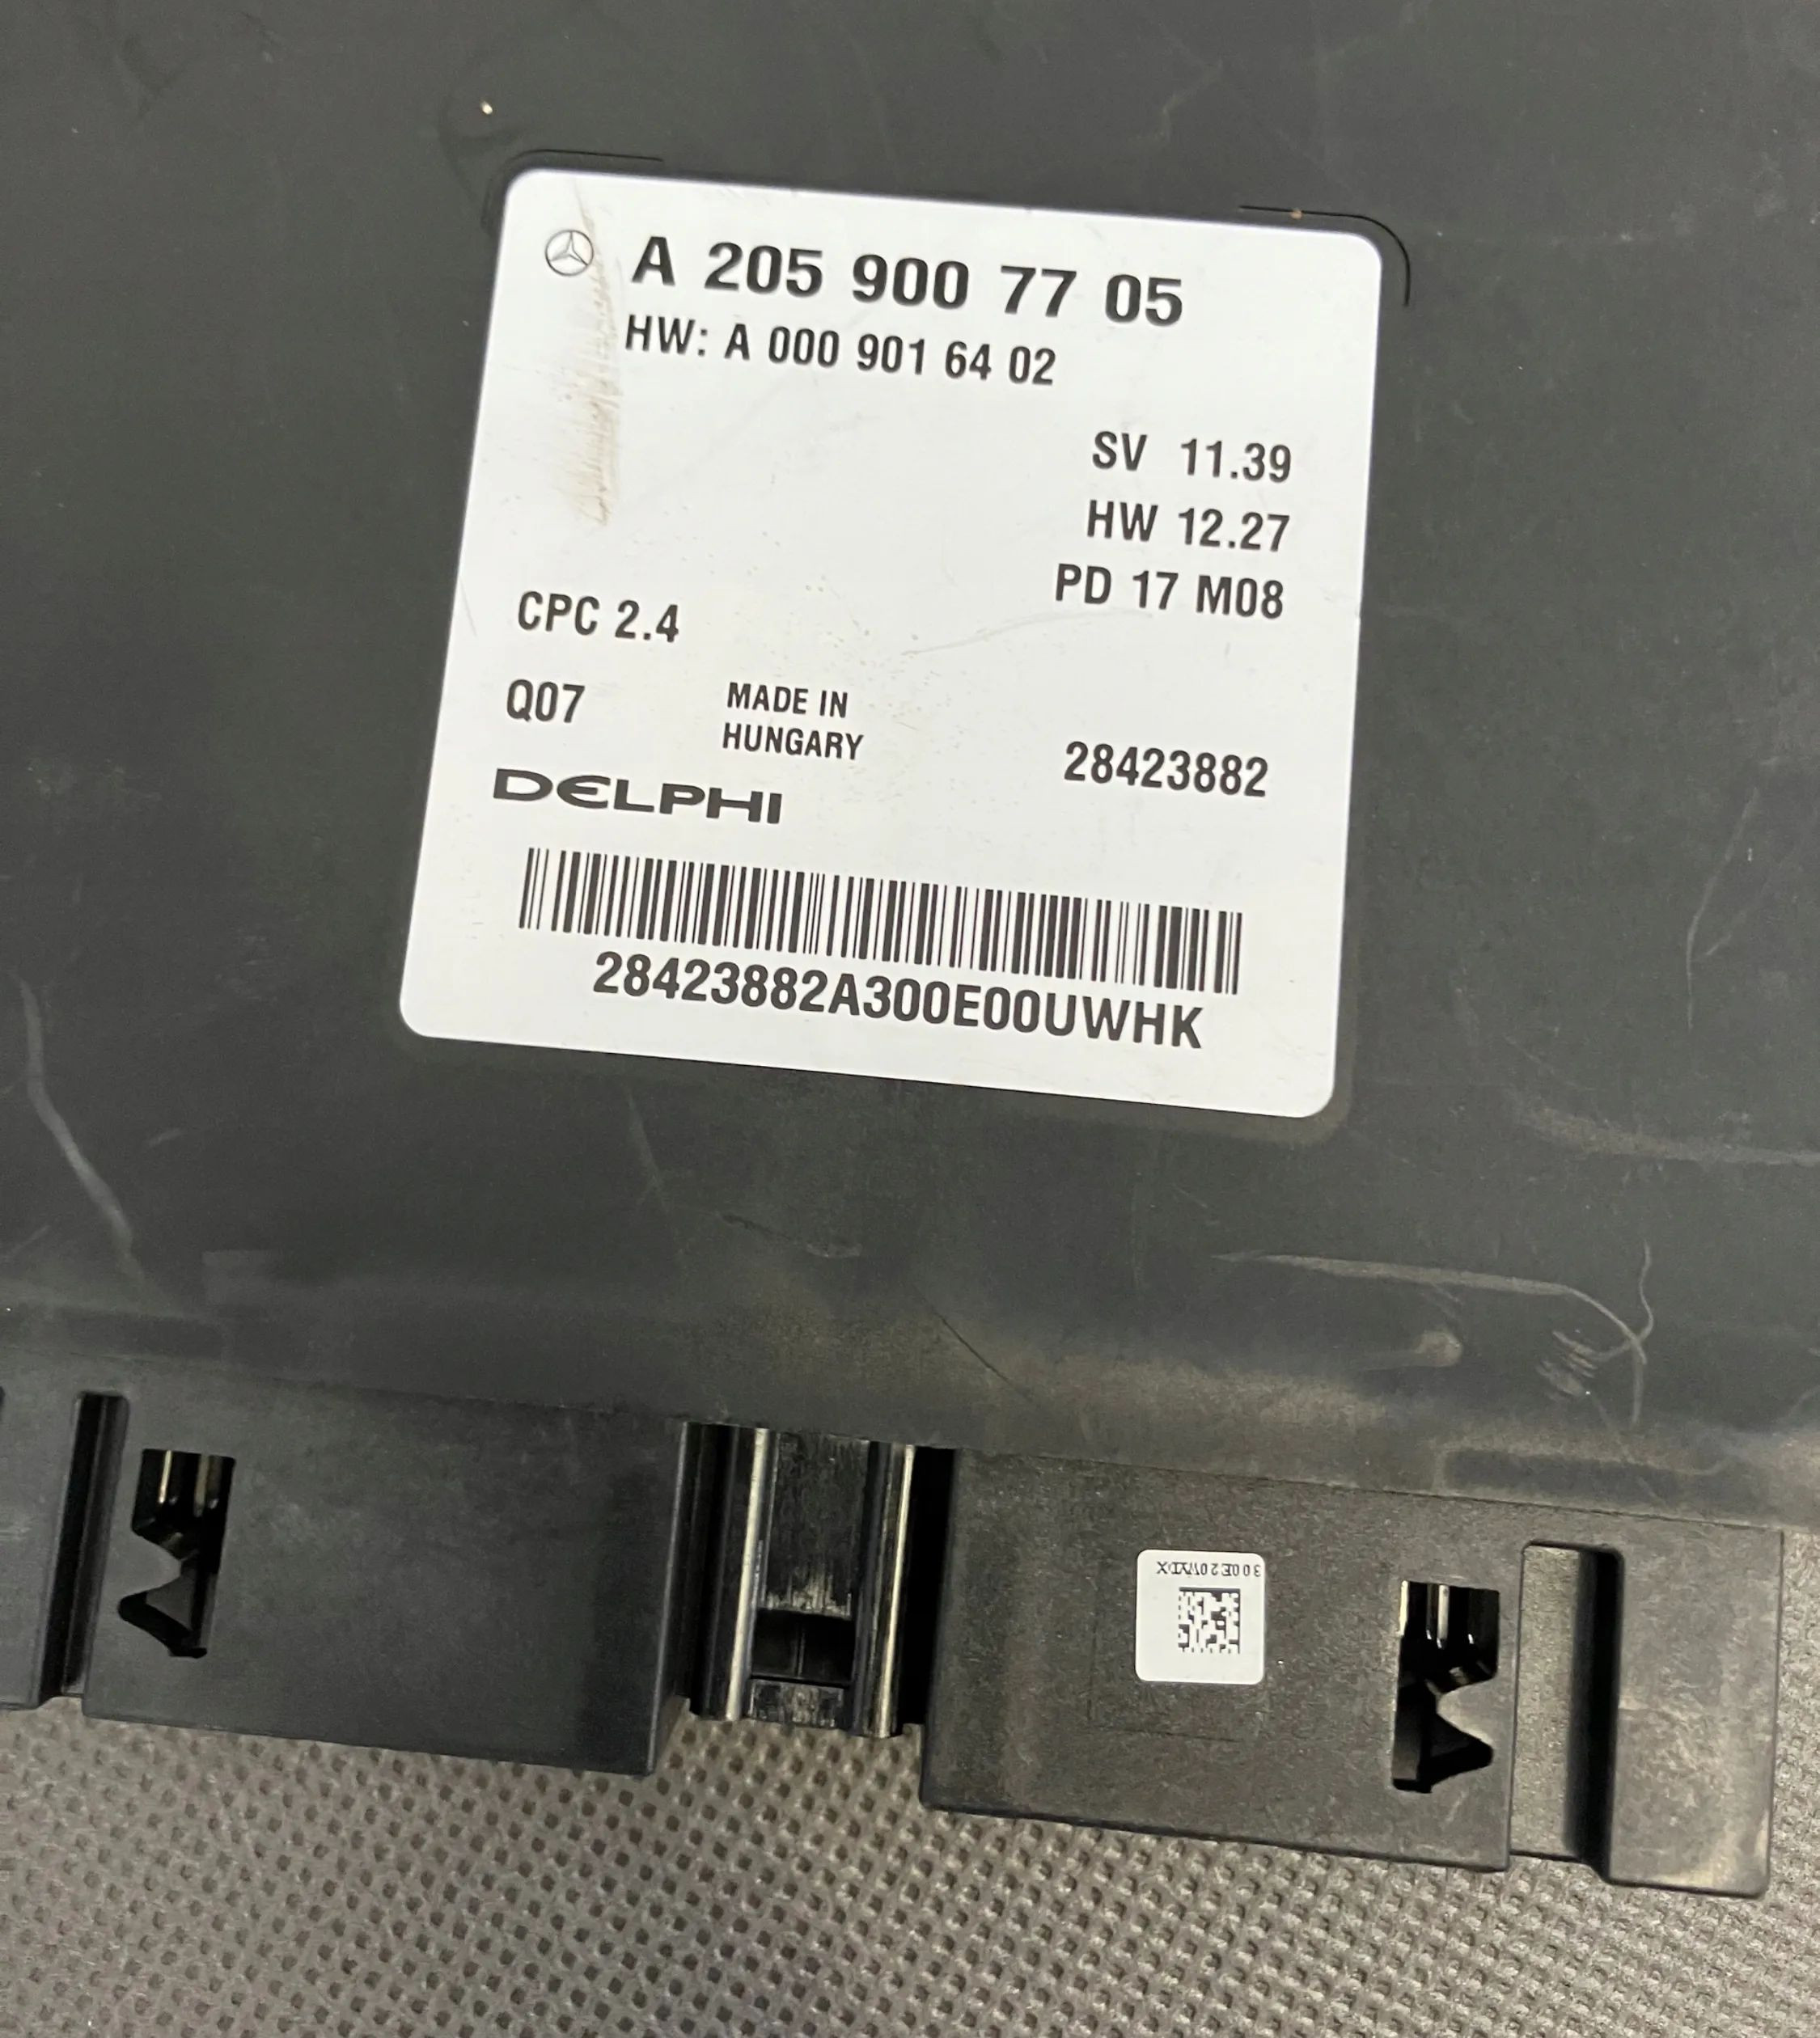 A 205 900 77 05
HW: A 000 901 64 02
SV 11.39
HW 12.27
PD 17 M08
CPC 2.4
Q07
MADE IN
HUNGARY
28423882
DELPHI
28423882A300E00UWHK